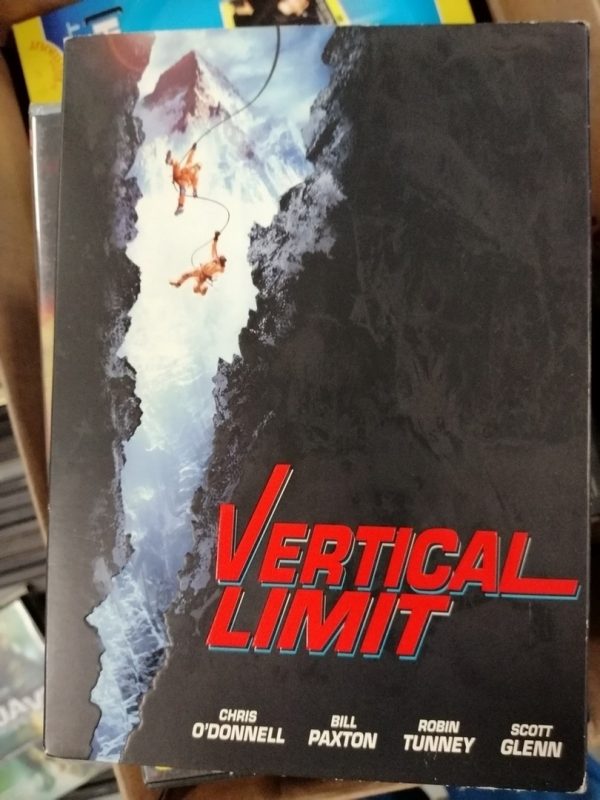 VERTICAL
LIMIT
CHRIS
O'DONNELL
BILL
PAXTON
ROBIN
TUNNEY
SCOTT
GLENN